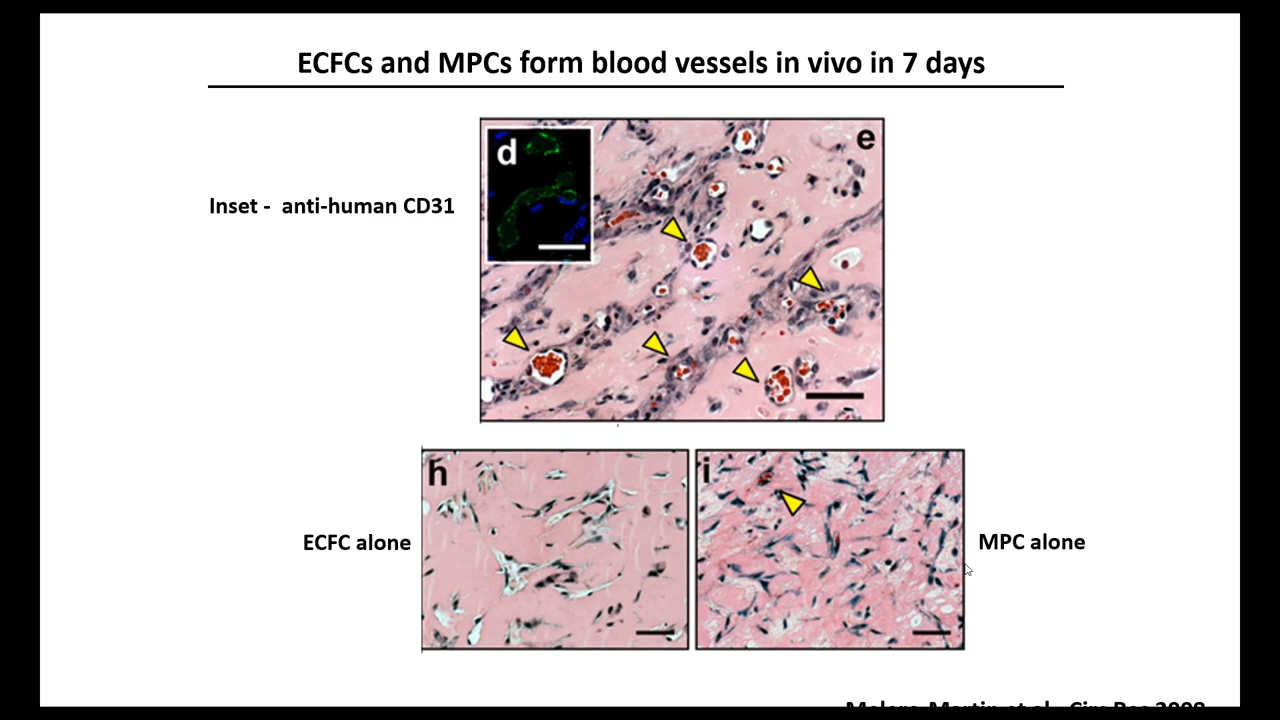 ECFCs and MPCs form blood vessels in vivo in 7 days
d
e
Inset - anti-human CD31
h
i
ECFC alone
MPC alone